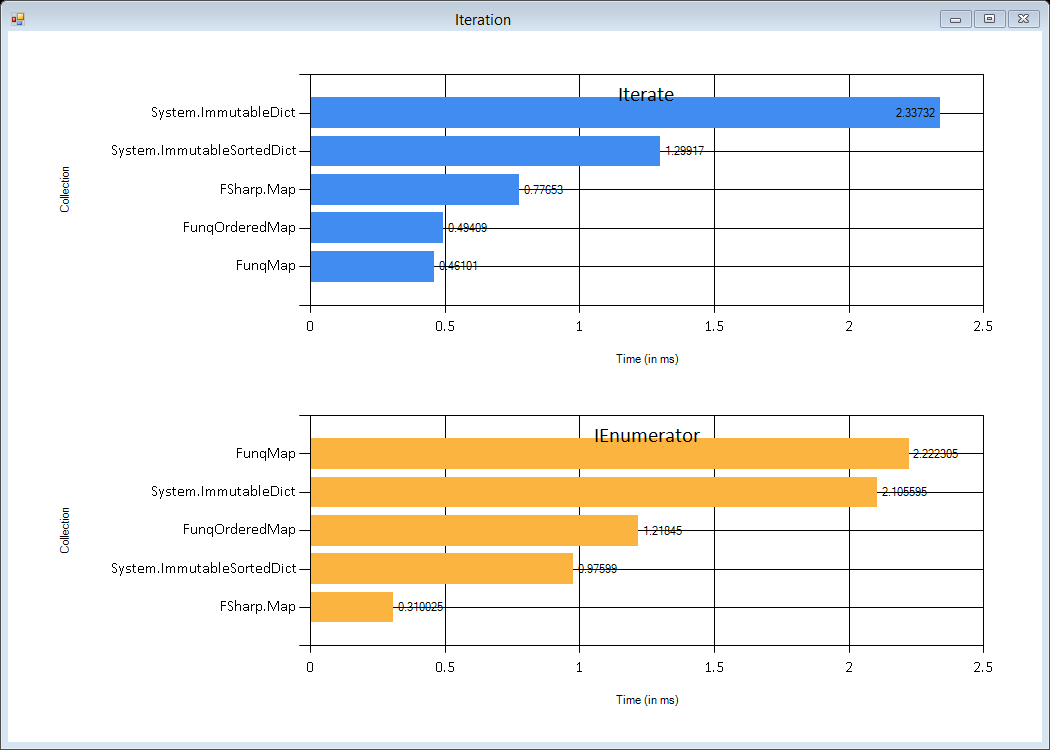 Iteration
Iterate
System.ImmutableDict 2.33732
System.ImmutableSortedDict 1.29917
FSharp.Map 0.77653
FunqOrderedMap 0.49409
FunqMap 0.46101
Collection
0 0.5 1 1.5 2 2.5
Time (in ms)
IEnumerator
FunqMap 2.222305
System.ImmutableDict 2.105595
FunqOrderedMap 1.21845
System.ImmutableSortedDict 0.97599
FSharp.Map 0.310025
Collection
0 0.5 1 1.5 2 2.5
Time (in ms)